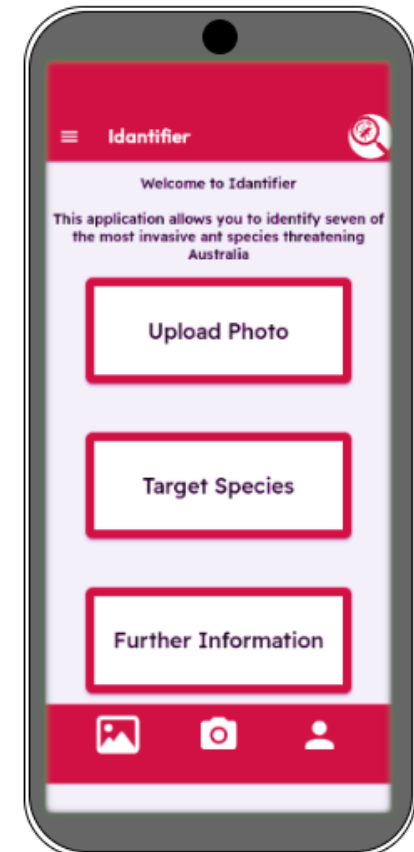 Idantifier
Welcome to Idantifier
This application allows you to identify seven of
the most invasive ant species threatening
Australia
Upload Photo
Target Species
Further Information